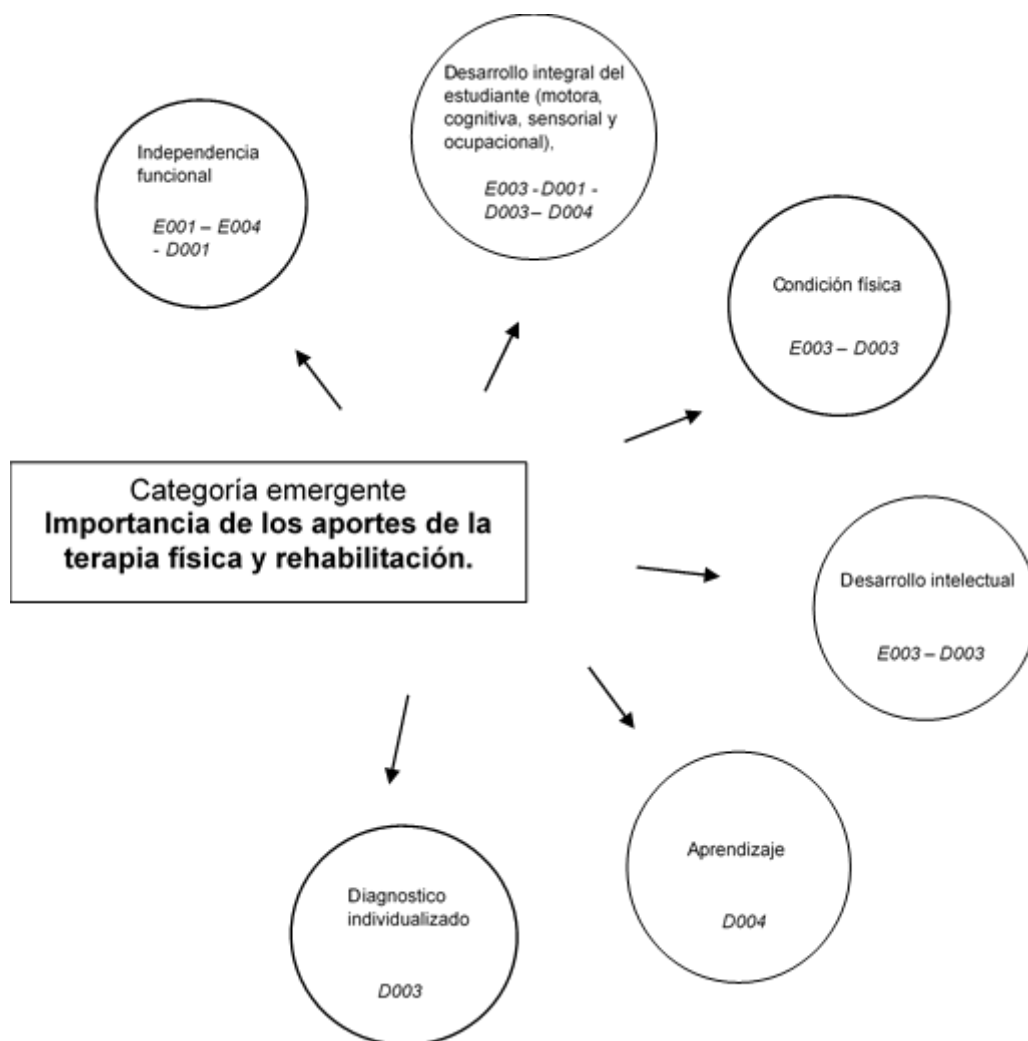 Desarrollo integral del
estudiante (motora,
cognitiva, sensorial y
ocupacional),
E003 - D001 -
D003 – D004
Independencia
funcional
E001 – E004
- D001
Condición física
E003 – D003
Categoría emergente
Importancia de los aportes de la
terapia física y rehabilitación.
Desarrollo intelectual
E003 – D003
Aprendizaje
D004
Diagnostico
individualizado
D003